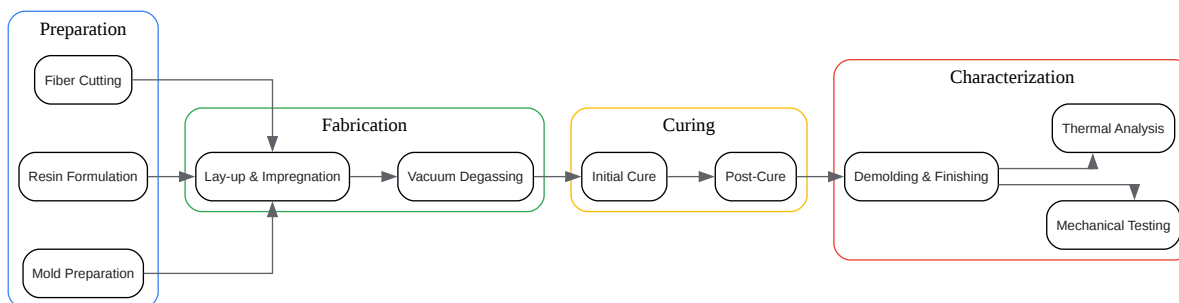 Preparation
Fiber Cutting
Resin Formulation
Mold Preparation
Fabrication
Lay-up & Impregnation
Vacuum Degassing
Curing
Initial Cure
Post-Cure
Characterization
Demolding & Finishing
Thermal Analysis
Mechanical Testing